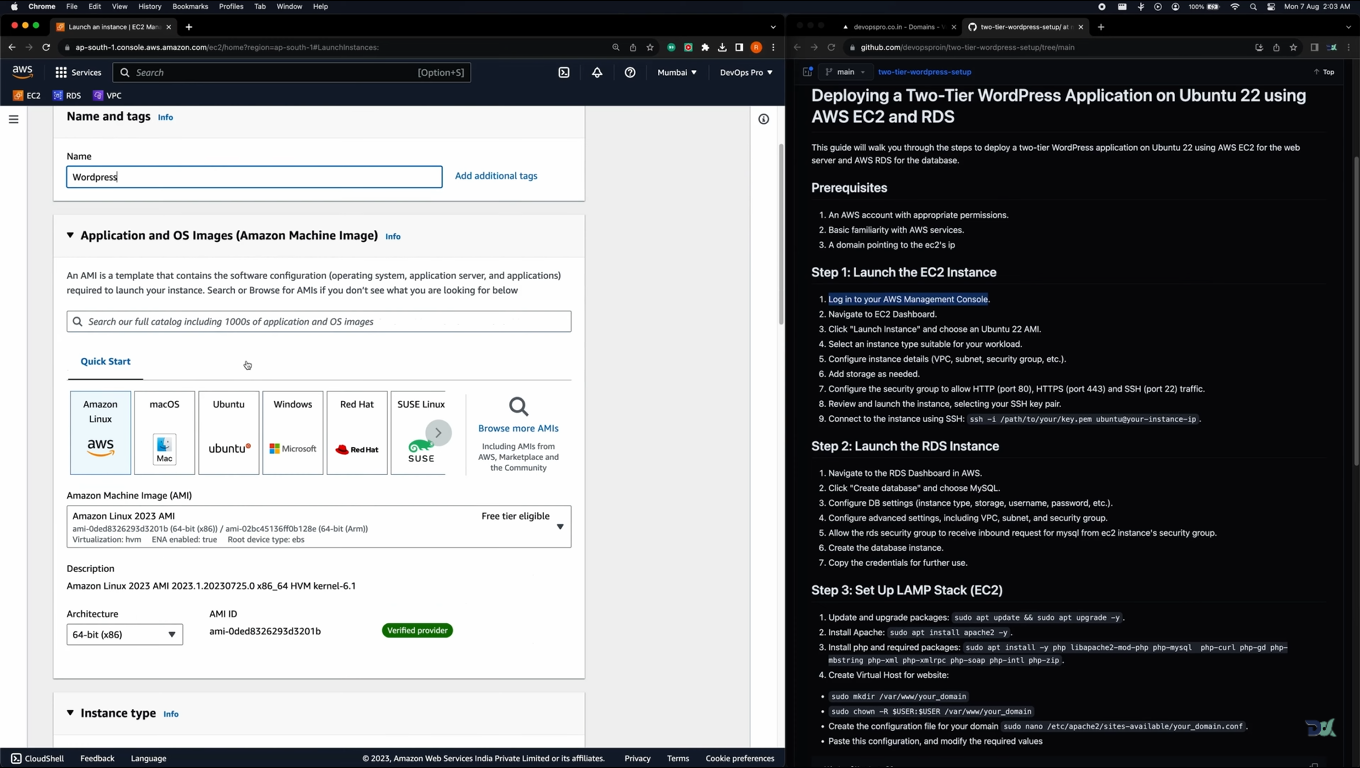 Chrome File Edit View History Bookmarks Profiles Tab Window Help
100% Mon 7 Aug 2:03 AM
Launch an instance | EC2 Man
ap-south-1.console.aws.amazon.com/ec2/home?region=ap-south-1#LaunchInstances:
aws Services Search [Option+S] Mumbai DevOps Pro
EC2 RDS VPC
Name and tags Info
Name
Wordpress
Add additional tags
Application and OS Images (Amazon Machine Image) Info
An AMI is a template that contains the software configuration (operating system, application server, and applications)
required to launch your instance. Search or Browse for AMIs if you don't see what you are looking for below
Search our full catalog including 1000s of application and OS images
Quick Start
Amazon Linux
aws
macOS
Mac
Ubuntu
ubuntu
Windows
Microsoft
Red Hat
Red Hat
SUSE Linux
SUSE
Browse more AMIs
Including AMIs from
AWS, Marketplace and
the Community
Amazon Machine Image (AMI)
Amazon Linux 2023 AMI Free tier eligible
ami-0ded8326293d3201b (64-bit (x86)) / ami-02bc45136ff0b128e (64-bit (Arm))
Virtualization: hvm ENA enabled: true Root device type: ebs
Description
Amazon Linux 2023 AMI 2023.1.20230725.0 x86_64 HVM kernel-6.1
Architecture AMI ID
64-bit (x86) ami-0ded8326293d3201b Verified provider
Instance type Info
CloudShell Feedback Language © 2023, Amazon Web Services India Private Limited or its affiliates. Privacy Terms Cookie preferences
devopspro.co.in - Domains - V
two-tier-wordpress-setup/ at m
github.com/devopsproin/two-tier-wordpress-setup/tree/main
main two-tier-wordpress-setup Top
Deploying a Two-Tier WordPress Application on Ubuntu 22 using
AWS EC2 and RDS
This guide will walk you through the steps to deploy a two-tier WordPress application on Ubuntu 22 using AWS EC2 for the web
server and AWS RDS for the database.
Prerequisites
1. An AWS account with appropriate permissions.
2. Basic familiarity with AWS services.
3. A domain pointing to the ec2's ip
Step 1: Launch the EC2 Instance
1. Log in to your AWS Management Console.
2. Navigate to EC2 Dashboard.
3. Click "Launch Instance" and choose an Ubuntu 22 AMI.
4. Select an instance type suitable for your workload.
5. Configure instance details (VPC, subnet, security group, etc.).
6. Add storage as needed.
7. Configure the security group to allow HTTP (port 80), HTTPS (port 443) and SSH (port 22) traffic.
8. Review and launch the instance, selecting your SSH key pair.
9. Connect to the instance using SSH: ssh -i /path/to/your/key.pem ubuntu@your-instance-ip .
Step 2: Launch the RDS Instance
1. Navigate to the RDS Dashboard in AWS.
2. Click "Create database" and choose MySQL.
3. Configure DB settings (instance type, storage, username, password, etc.).
4. Configure advanced settings, including VPC, subnet, and security group.
5. Allow the rds security group to receive inbound request for mysql from ec2 instance's security group.
6. Create the database instance.
7. Copy the credentials for further use.
Step 3: Set Up LAMP Stack (EC2)
1. Update and upgrade packages: sudo apt update && sudo apt upgrade -y .
2. Install Apache: sudo apt install apache2 -y .
3. Install php and required packages: sudo apt install -y php libapache2-mod-php php-mysql php-curl php-gd php-
mbstring php-xml php-xmlrpc php-soap php-intl php-zip .
4. Create Virtual Host for website:
• sudo mkdir /var/www/your_domain
• sudo chown -R $USER:$USER /var/www/your_domain
• Create the configuration file for your domain sudo nano /etc/apache2/sites-available/your_domain.conf .
• Paste this configuration, and modify the required values